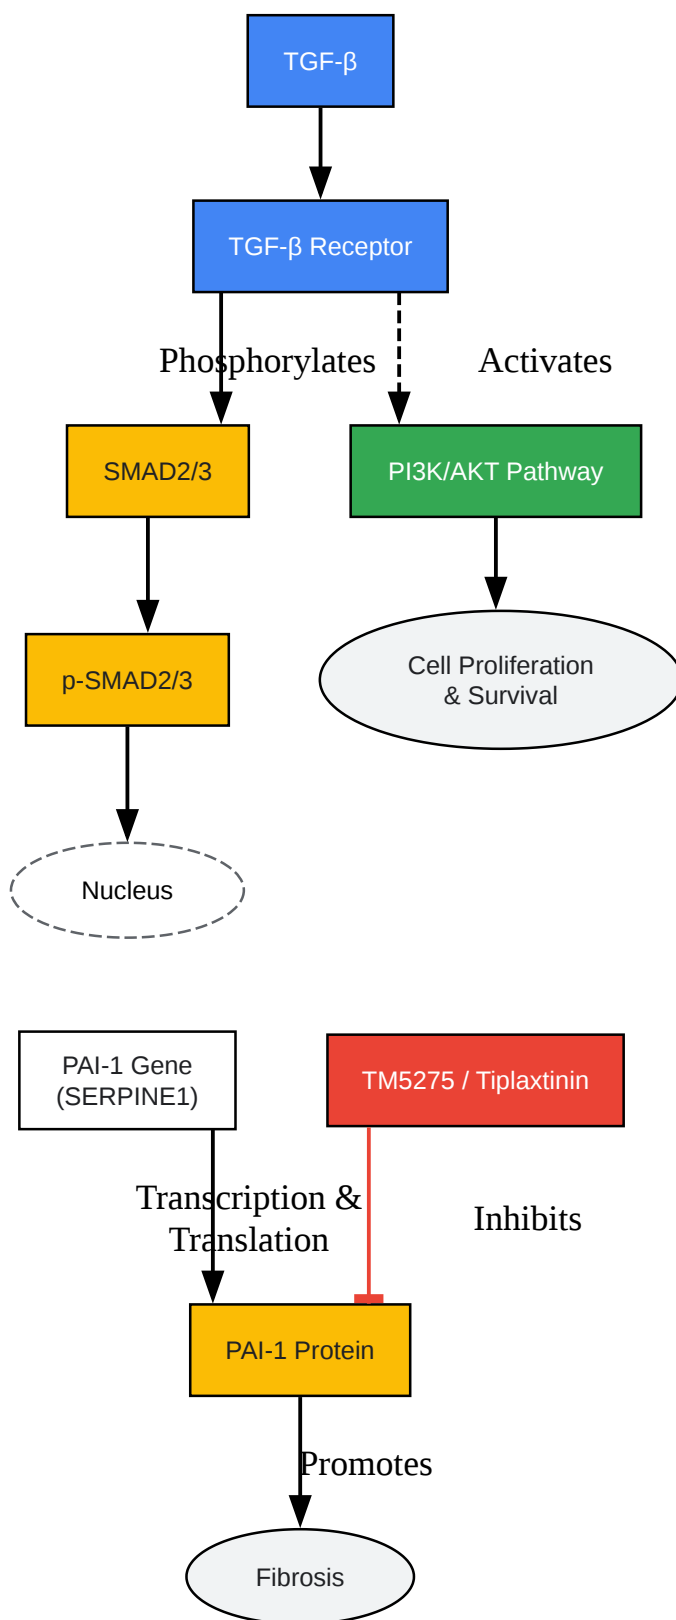 TGF-β
TGF-β Receptor
Phosphorylates
Activates
SMAD2/3
PI3K/AKT Pathway
p-SMAD2/3
Cell Proliferation
& Survival
Nucleus
PAI-1 Gene
(SERPINE1)
TM5275 / Tiplaxtinin
Transcription &
Translation
Inhibits
PAI-1 Protein
Promotes
Fibrosis